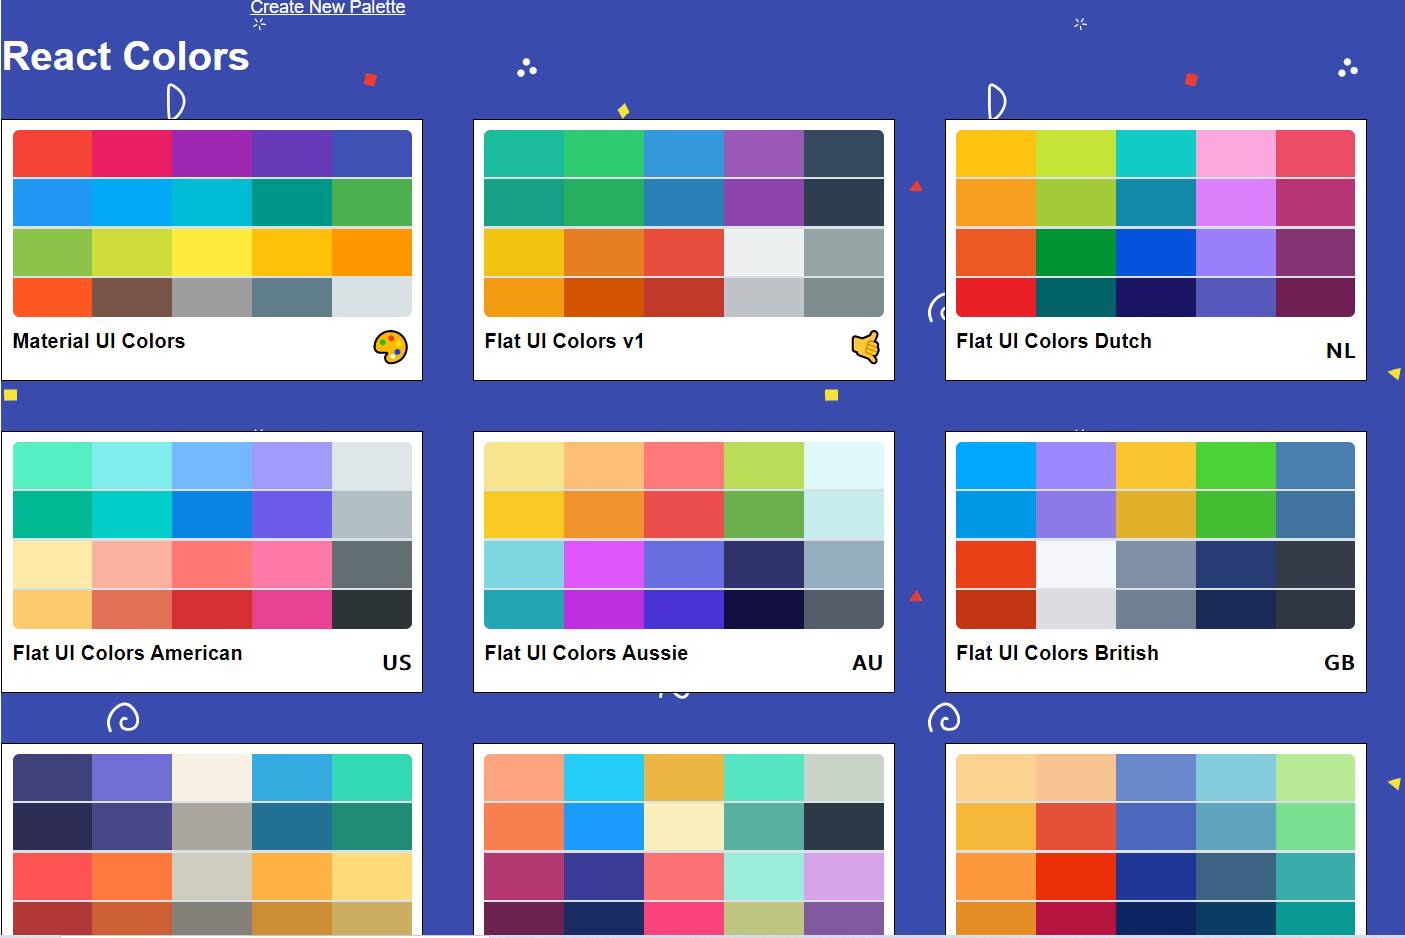 Create New Palette
React Colors
Material UI Colors
Flat UI Colors v1
Flat UI Colors Dutch
NL
Flat UI Colors American
US
Flat UI Colors Aussie
AU
Flat UI Colors British
GB